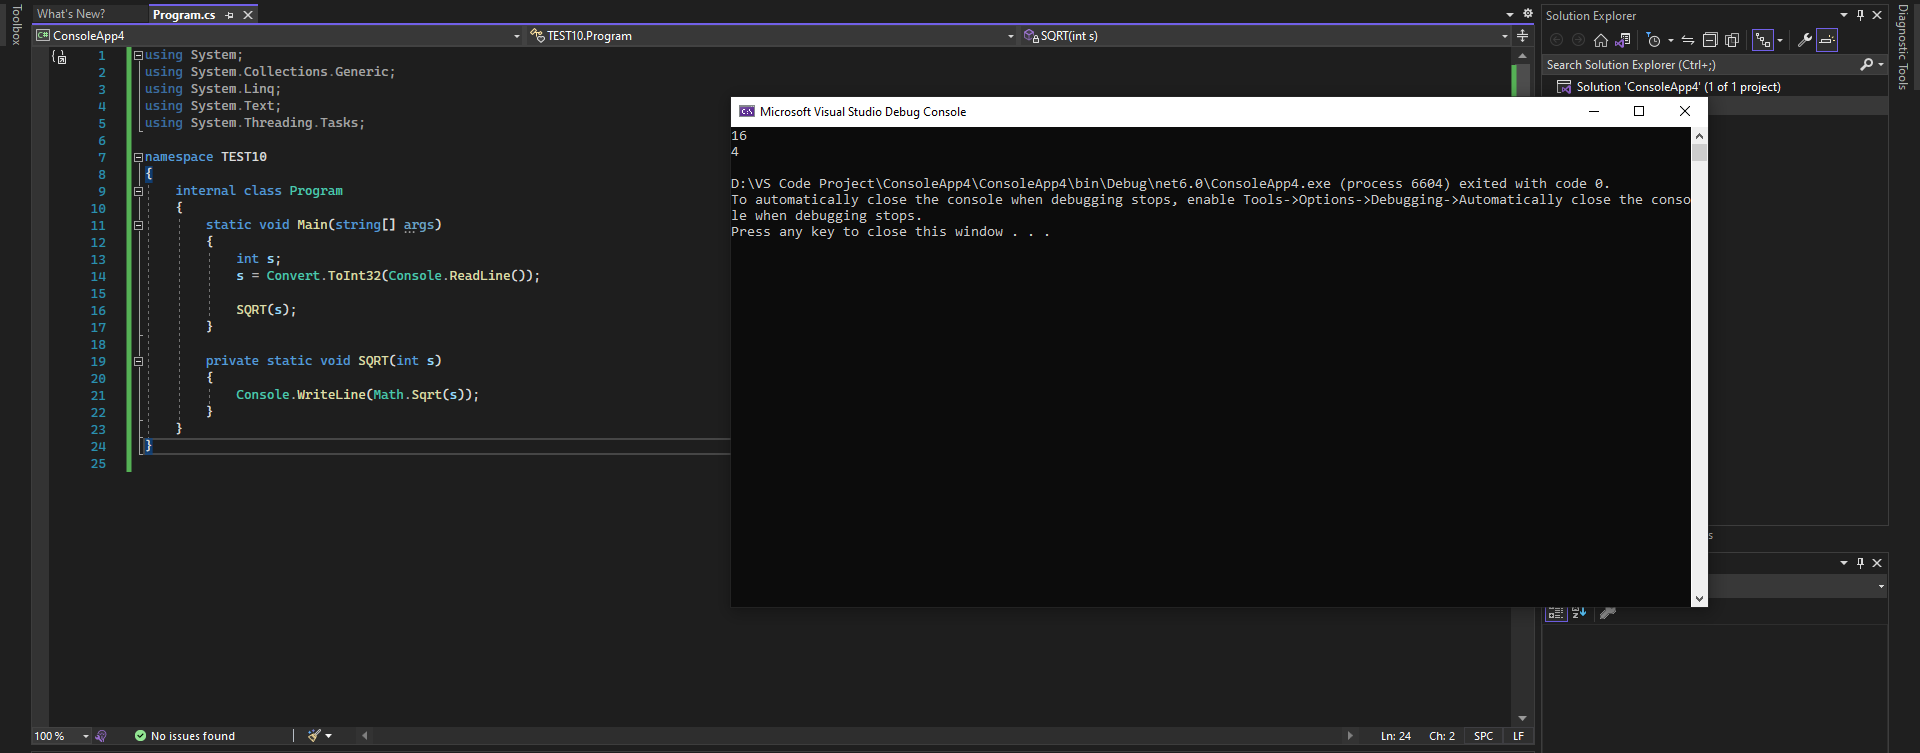 Toolbox
What's New?
Program.cs
C# ConsoleApp4
TEST10.Program
SQRT(int s)
1 using System;
2 using System.Collections.Generic;
3 using System.Linq;
4 using System.Text;
5 using System.Threading.Tasks;
6
7 namespace TEST10
8 {
9 internal class Program
10 {
11 static void Main(string[] args)
12 {
13 int s;
14 s = Convert.ToInt32(Console.ReadLine());
15
16 SQRT(s);
17 }
18
19 private static void SQRT(int s)
20 {
21 Console.WriteLine(Math.Sqrt(s));
22 }
23 }
24 }
25
100 %
No issues found
Ln: 24
Ch: 2
SPC
LF
Microsoft Visual Studio Debug Console
16
4
D:\VS Code Project\ConsoleApp4\ConsoleApp4\bin\Debug\net6.0\ConsoleApp4.exe (process 6604) exited with code 0.
To automatically close the console when debugging stops, enable Tools->Options->Debugging->Automatically close the conso
le when debugging stops.
Press any key to close this window . . .
Solution Explorer
Search Solution Explorer (Ctrl+;)
Solution 'ConsoleApp4' (1 of 1 project)
Diagnostic Tools